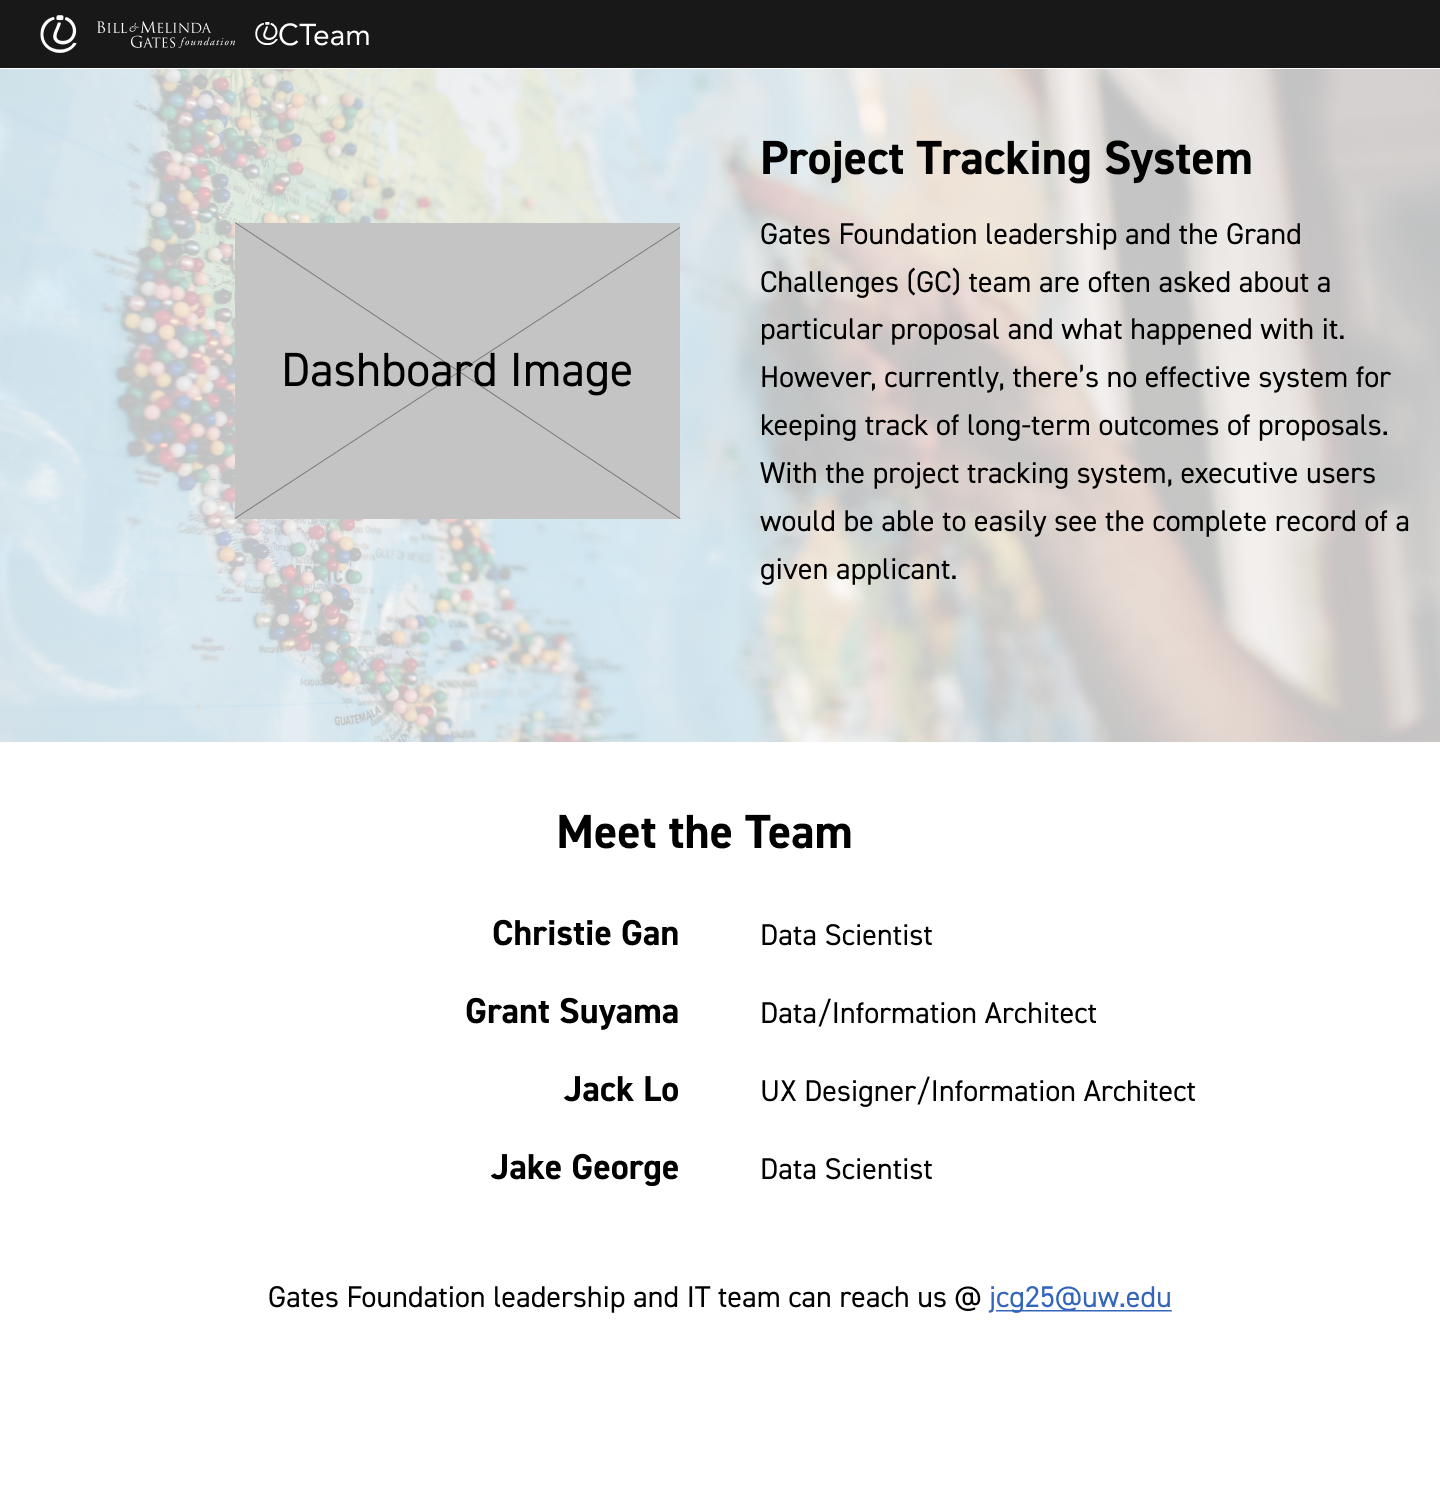 BILL & MELINDA
GATES foundation
CTeam
Project Tracking System
Gates Foundation leadership and the Grand
Challenges (GC) team are often asked about a
particular proposal and what happened with it.
However, currently, there’s no effective system for
keeping track of long-term outcomes of proposals.
With the project tracking system, executive users
would be able to easily see the complete record of a
given applicant.
Dashboard Image
GULF OF MEXICO
GUATEMALA
Meet the Team
Christie Gan Data Scientist
Grant Suyama Data/Information Architect
Jack Lo UX Designer/Information Architect
Jake George Data Scientist
Gates Foundation leadership and IT team can reach us @ jcg25@uw.edu